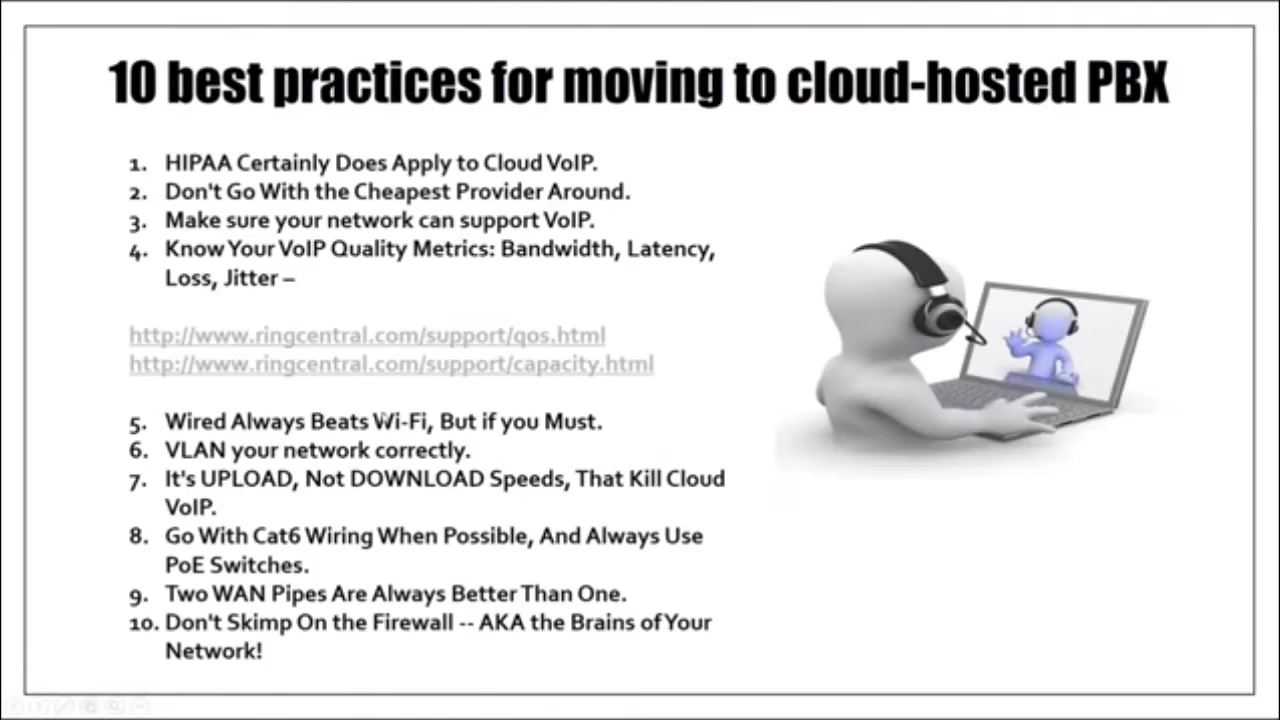 10 best practices for moving to cloud-hosted PBX
1. HIPAA Certainly Does Apply to Cloud VoIP.
2. Don't Go With the Cheapest Provider Around.
3. Make sure your network can support VoIP.
4. Know Your VoIP Quality Metrics: Bandwidth, Latency,
Loss, Jitter –
http://www.ringcentral.com/support/qos.html
http://www.ringcentral.com/support/capacity.html
5. Wired Always Beats Wi-Fi, But if you Must.
6. VLAN your network correctly.
7. It's UPLOAD, Not DOWNLOAD Speeds, That Kill Cloud
VoIP.
8. Go With Cat6 Wiring When Possible, And Always Use
PoE Switches.
9. Two WAN Pipes Are Always Better Than One.
10. Don't Skimp On the Firewall -- AKA the Brains of Your
Network!